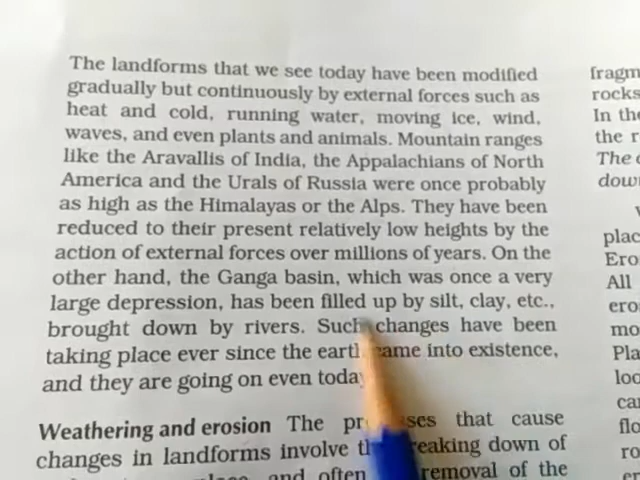 The landforms that we see today have been modified
gradually but continuously by external forces such as
heat and cold, running water, moving ice, wind,
waves, and even plants and animals. Mountain ranges
like the Aravallis of India, the Appalachians of North
America and the Urals of Russia were once probably
as high as the Himalayas or the Alps. They have been
reduced to their present relatively low heights by the
action of external forces over millions of years. On the
other hand, the Ganga basin, which was once a very
large depression, has been filled up by silt, clay, etc.,
brought down by rivers. Such changes have been
taking place ever since the eart came into existence,
and they are going on even toda
Weathering and erosion The pr ses that cause
changes in landforms involve t reaking down of
and often removal of the
fragm
rocks
In the
the r
The
down
plac
Ero
All
ero
mo
Pla
loo
ca
flo
ro